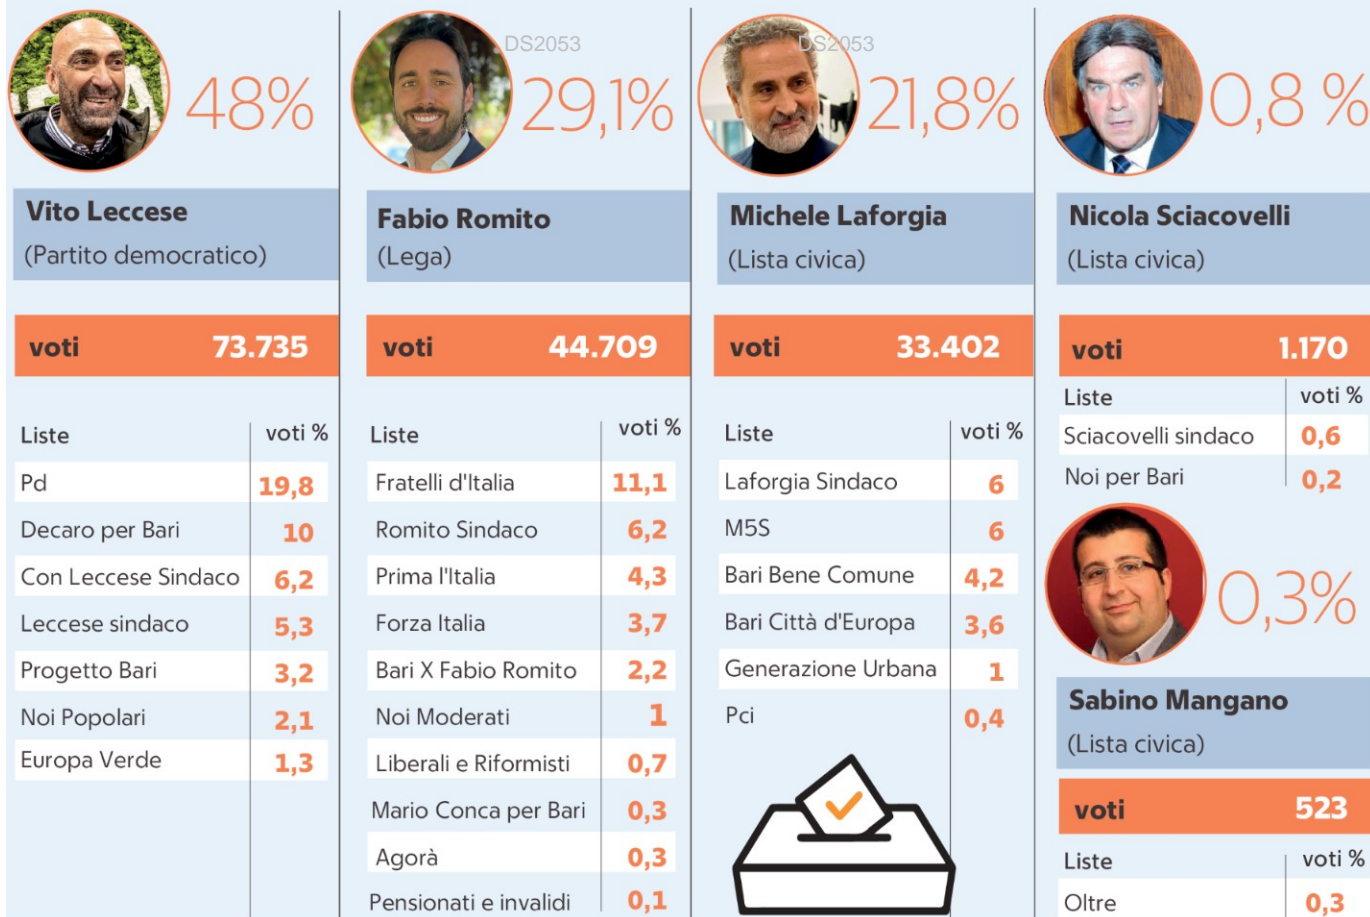 48%
Vito Leccese
(Partito democratico)
voti 73.735
Liste voti %
Pd 19,8
Decaro per Bari 10
Con Leccese Sindaco 6,2
Leccese sindaco 5,3
Progetto Bari 3,2
Noi Popolari 2,1
Europa Verde 1,3
DS2053
29,1%
Fabio Romito
(Lega)
voti 44.709
Liste voti %
Fratelli d'Italia 11,1
Romito Sindaco 6,2
Prima l'Italia 4,3
Forza Italia 3,7
Bari X Fabio Romito 2,2
Noi Moderati 1
Liberali e Riformisti 0,7
Mario Conca per Bari 0,3
Agorà 0,3
Pensionati e invalidi 0,1
DS2053
21,8%
Michele Laforgia
(Lista civica)
voti 33.402
Liste voti %
Laforgia Sindaco 6
M5S 6
Bari Bene Comune 4,2
Bari Città d'Europa 3,6
Generazione Urbana 1
Pci 0,4
0,8 %
Nicola Sciacovelli
(Lista civica)
voti 1.170
Liste voti %
Sciacovelli sindaco 0,6
Noi per Bari 0,2
0,3%
Sabino Mangano
(Lista civica)
voti 523
Liste voti %
Oltre 0,3